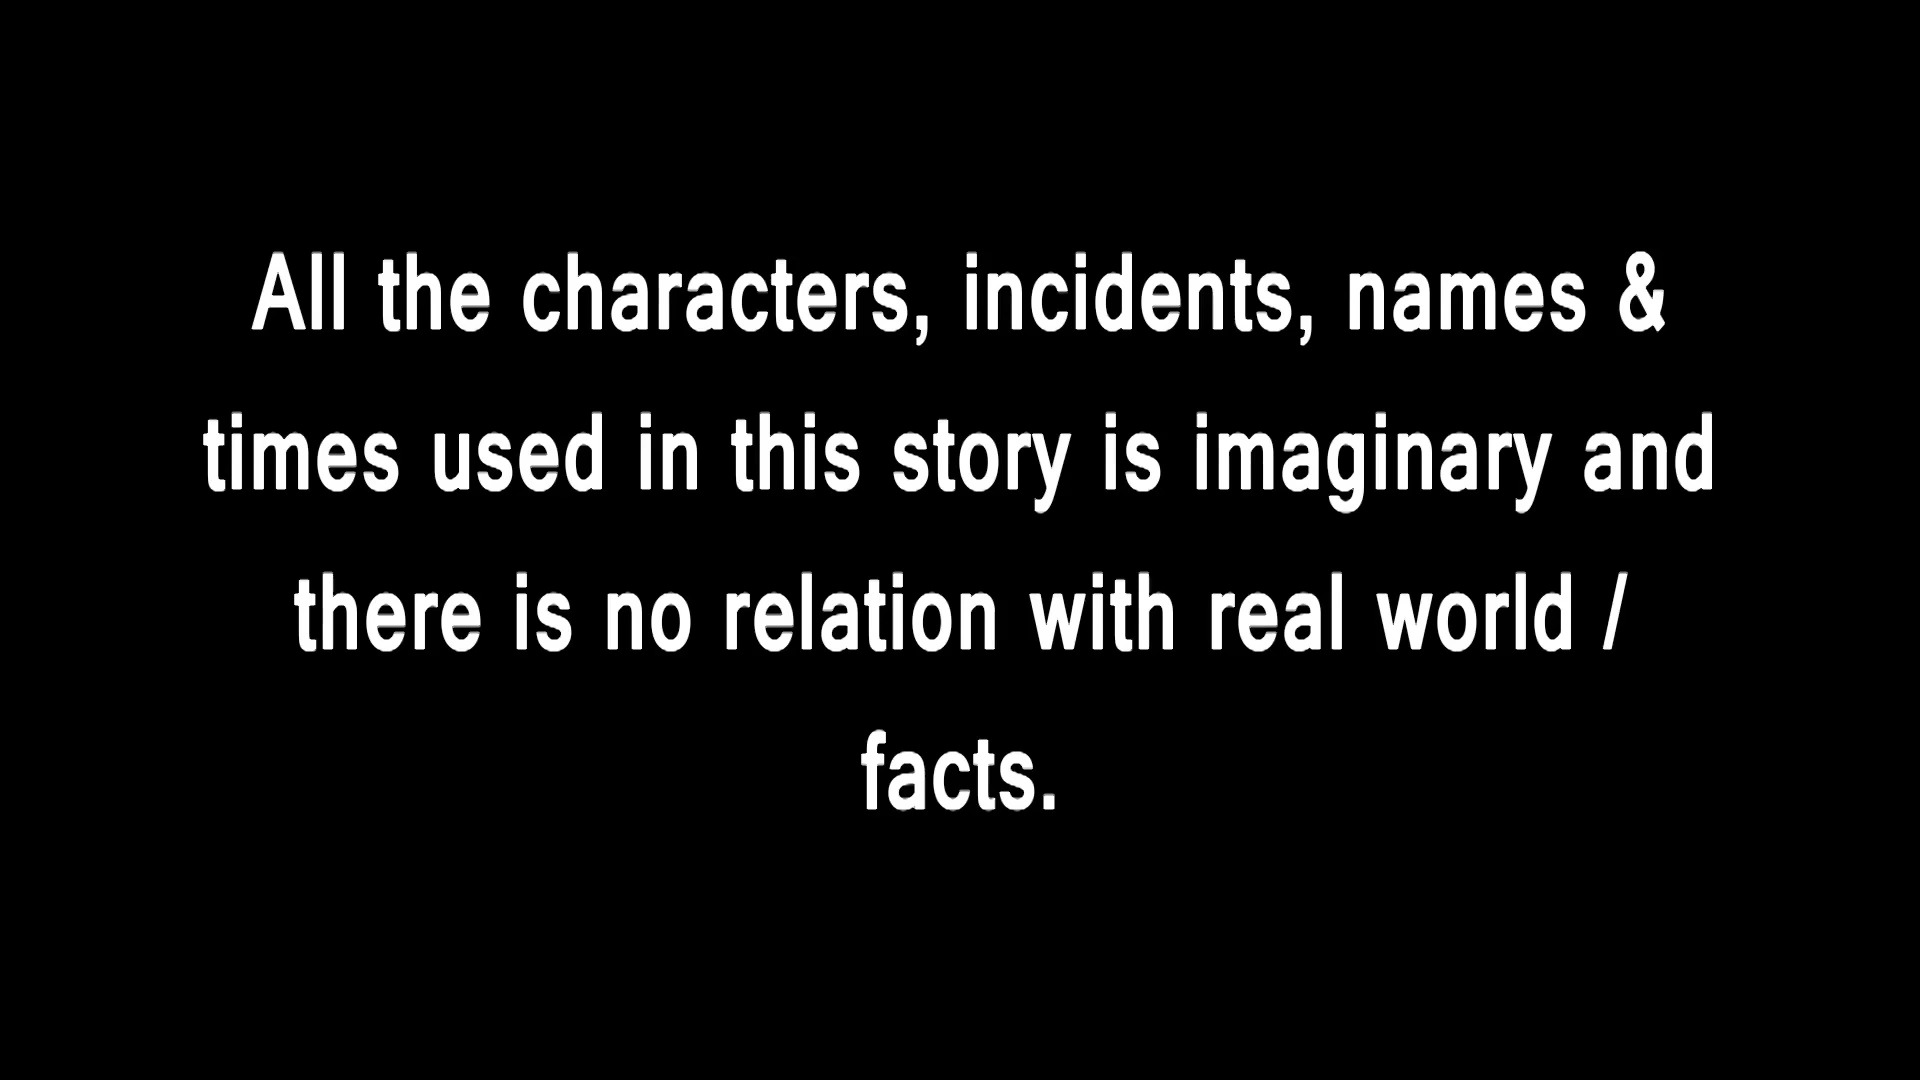 All the characters, incidents, names &
times used in this story is imaginary and
there is no relation with real world /
facts.